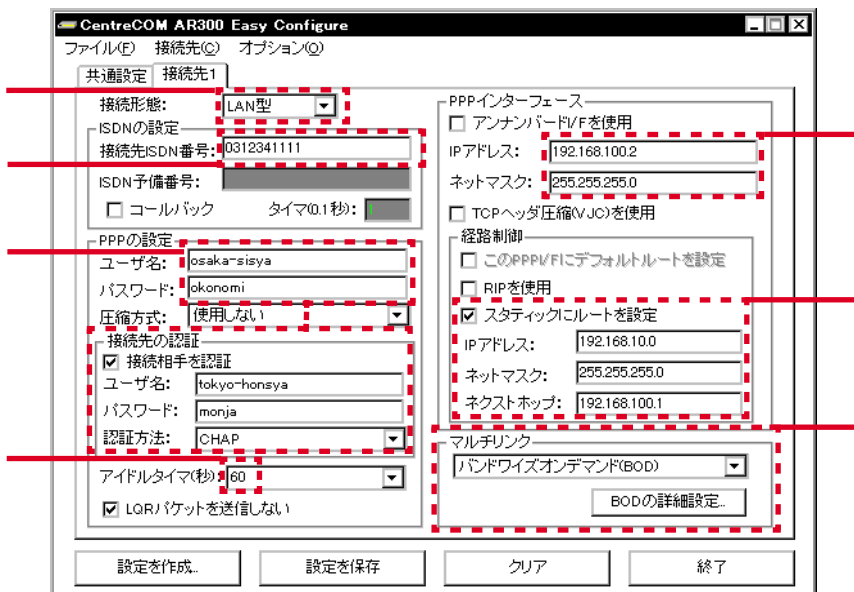 CentreCOM AR300 Easy Configure
ファイル(F) 接続先(C) オプション(O)
共通設定 接続先1
接続形態: LAN型
ISDNの設定
接続先ISDN番号: 0312341111
ISDN予備番号:
コールバック タイマ(0.1秒): 1
PPPの設定
ユーザ名: osaka-sisya
パスワード: okonomi
圧縮方式: 使用しない
接続先の認証
接続相手を認証
ユーザ名: tokyo-honsya
パスワード: monja
認証方法: CHAP
アイドルタイマ(秒): 60
LQRパケットを送信しない
PPPインターフェース
アンナンバードI/Fを使用
IPアドレス: 192.168.100.2
ネットマスク: 255.255.255.0
TCPヘッダ圧縮(VJC)を使用
経路制御
このPPPI/Fにデフォルトルートを設定
RIPを使用
スタティックにルートを設定
IPアドレス: 192.168.10.0
ネットマスク: 255.255.255.0
ネクストホップ: 192.168.100.1
マルチリンク
バンドワイズオンデマンド(BOD)
BODの詳細設定...
設定を作成... 設定を保存 クリア 終了